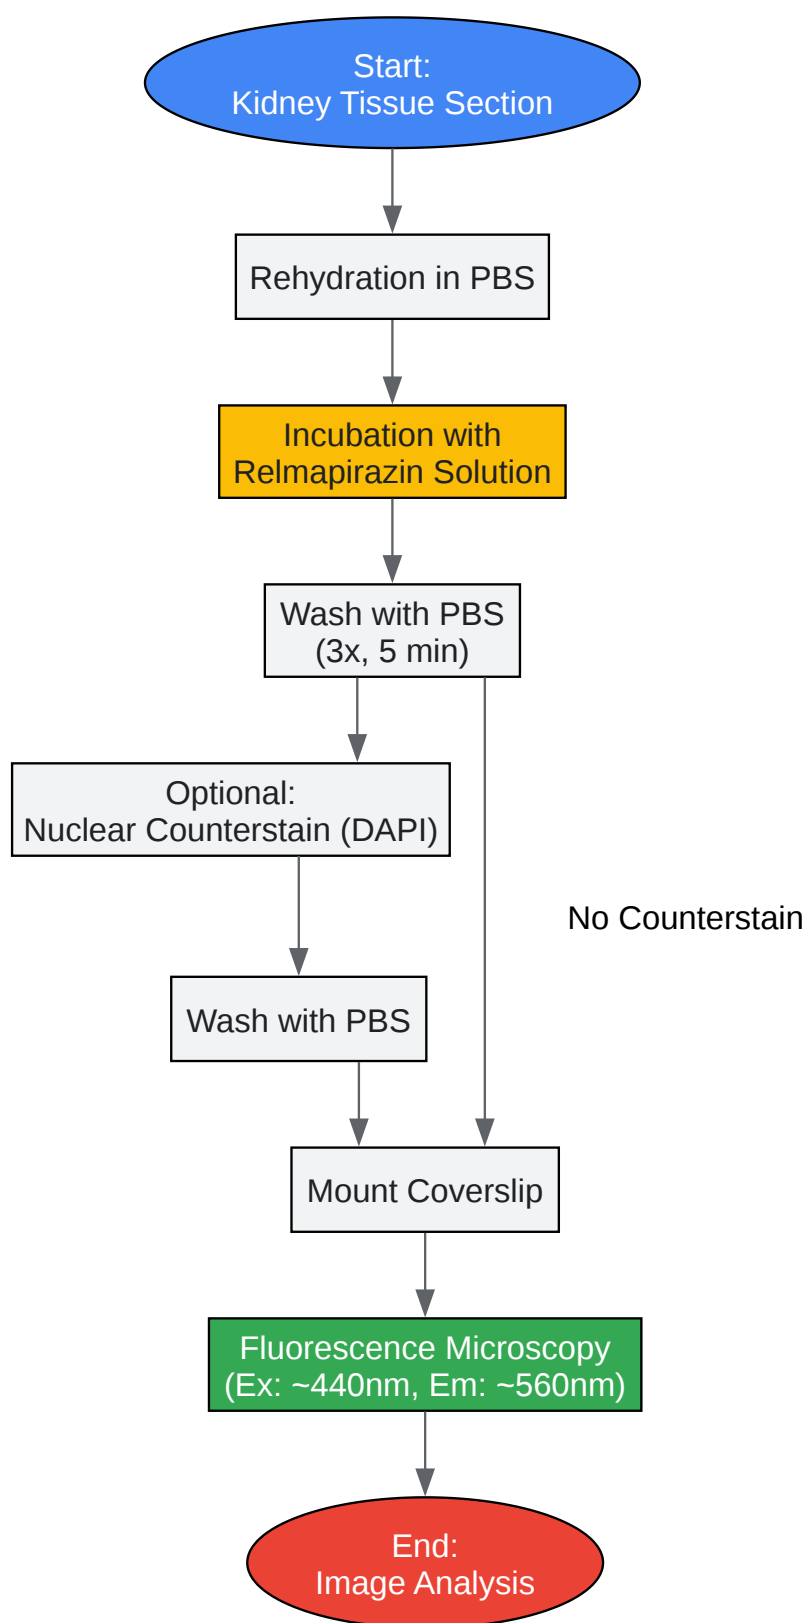 Start:
Kidney Tissue Section
Rehydration in PBS
Incubation with
Relmapirazin Solution
Wash with PBS
(3x, 5 min)
Optional:
Nuclear Counterstain (DAPI)
No Counterstain
Wash with PBS
Mount Coverslip
Fluorescence Microscopy
(Ex: ~440nm, Em: ~560nm)
End:
Image Analysis